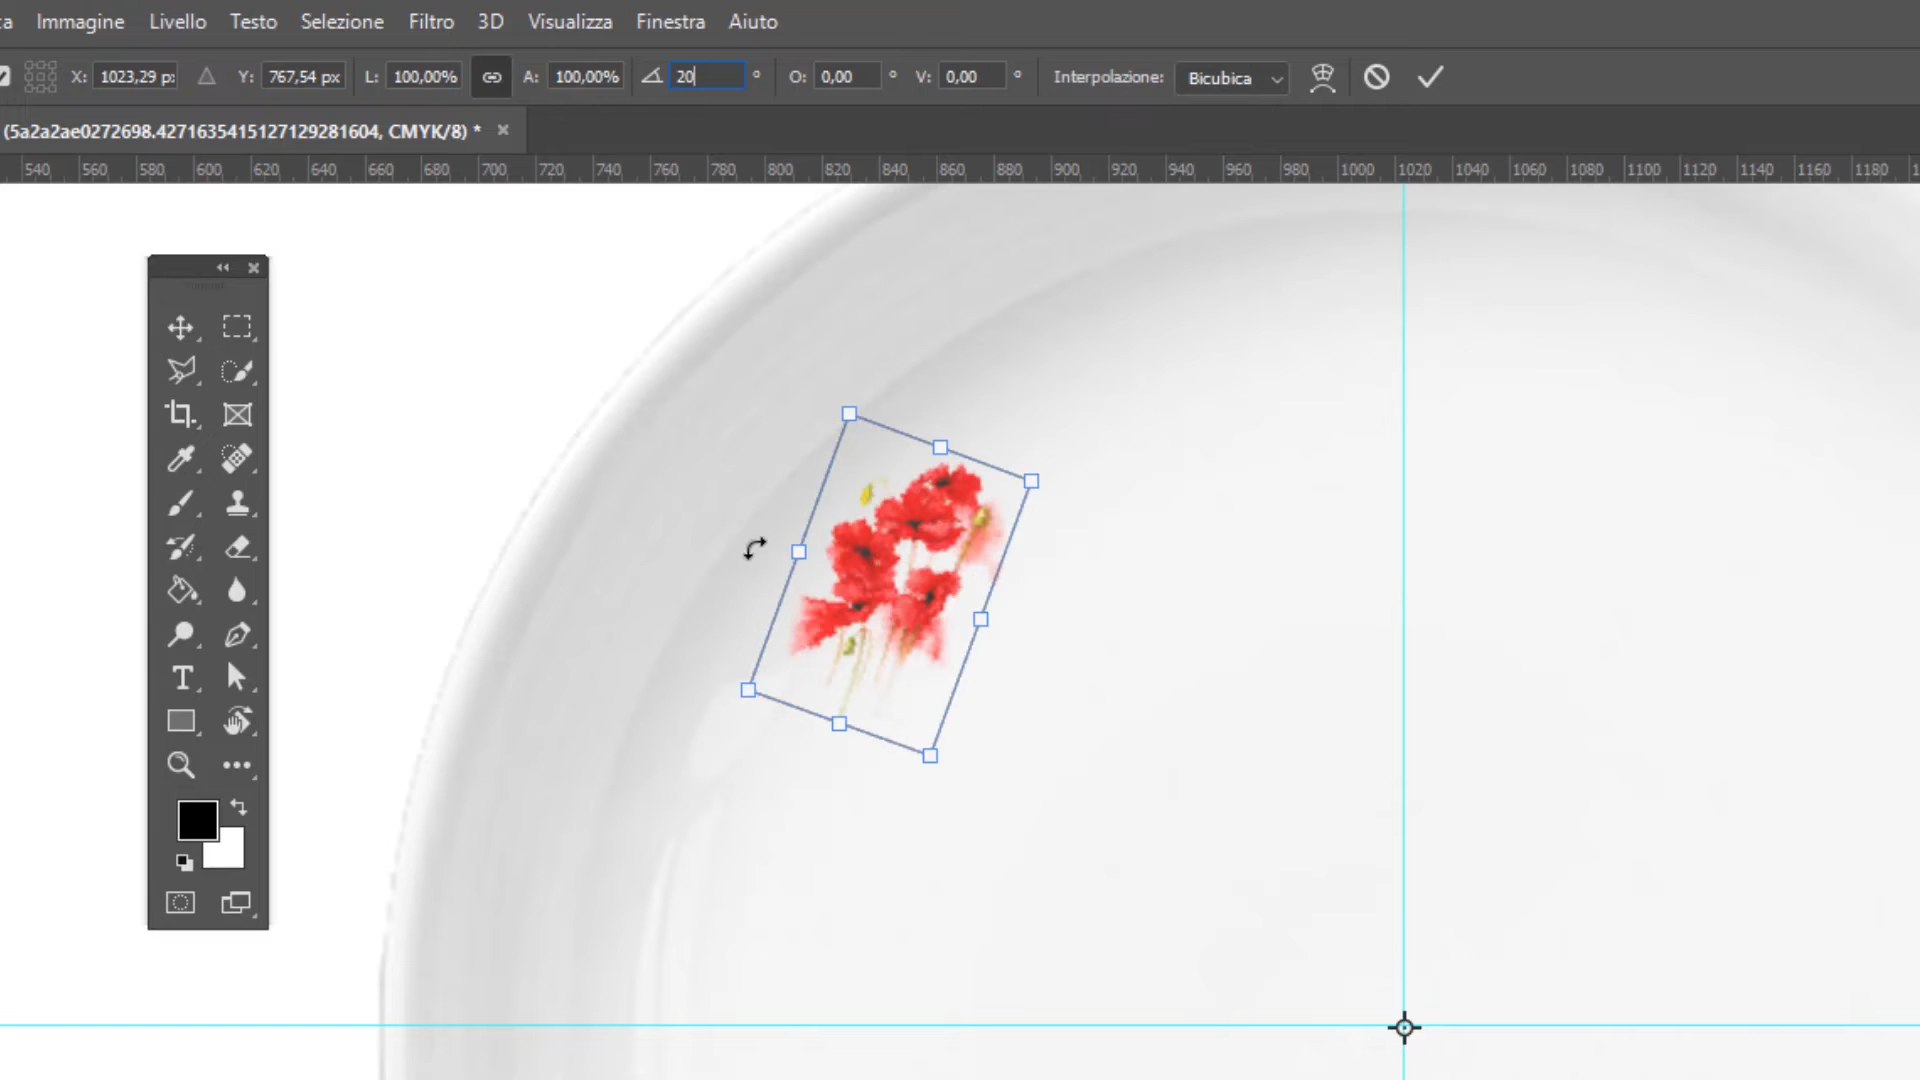 Immagine Livello Testo Selezione Filtro 3D Visualizza Finestra Aiuto
X: 1023,29 p: Y: 767,54 px L: 100,00% A: 100,00% 20 ° O: 0,00 ° V: 0,00 ° Interpolazione: Bicubica
(5a2a2ae0272698.4271635415127129281604, CMYK/8) *
540 560 580 600 620 640 660 680 700 720 740 760 780 800 820 840 860 880 900 920 940 960 980 1000 1020 1040 1060 1080 1100 1120 1140 1160 1180
T